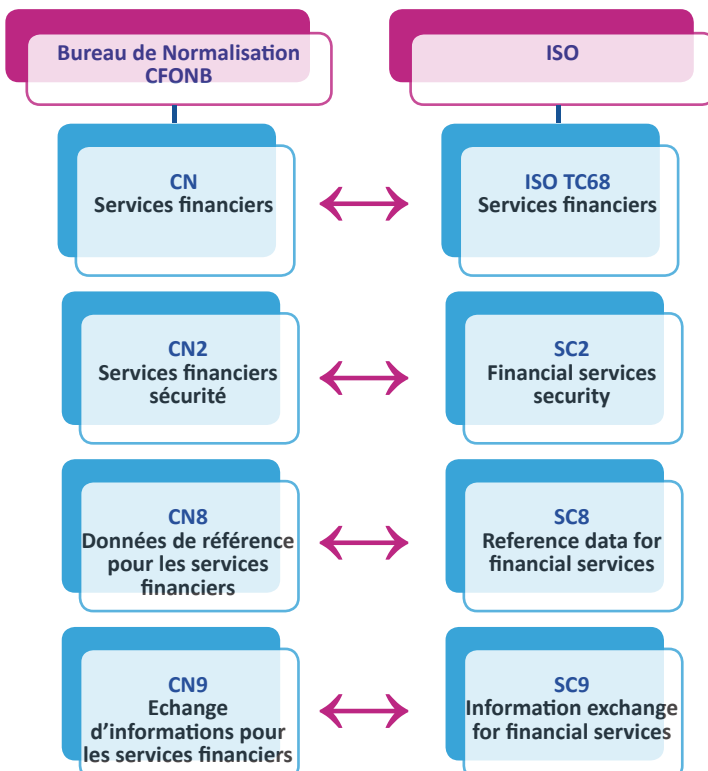 Bureau de Normalisation
CFONB
ISO
CN
Services financiers
ISO TC68
Services financiers
CN2
Services financiers
sécurité
SC2
Financial services
security
CN8
Données de référence
pour les services
financiers
SC8
Reference data for
financial services
CN9
Echange
d’informations pour
les services financiers
SC9
Information exchange
for financial services